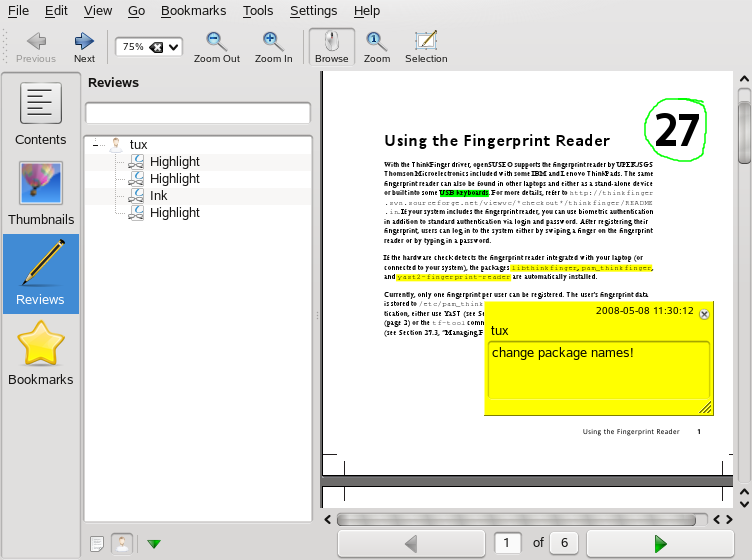 File Edit View Go Bookmarks Tools Settings Help
Previous Next 75% Zoom Out Zoom In Browse Zoom Selection
Contents
Thumbnails
Reviews
Bookmarks
Reviews
tux
Highlight
Highlight
Ink
Highlight
27
Using the Fingerprint Reader
With the ThinkFinger driver, openSUSE® supports the fingerprint reader by UPEK/SGS
Thomson Microelectronics included with some IBM and Lenovo ThinkPads. The same
fingerprint reader can also be found in other laptops and either as a stand-alone device
or built into some USB keyboards. For more details, refer to http://thinkfinger
.svn.sourceforge.net/viewvc/*checkout*/thinkfinger/README
.in. If your system includes the fingerprint reader, you can use biometric authentication
in addition to standard authentication via login and password. After registering their
fingerprint, users can log in to the system either by swiping a finger on the fingerprint
reader or by typing in a password.
If the hardware check detects the fingerprint reader integrated with your laptop (or
connected to your system), the packages libthinkfinger, pam_thinkfinger,
and yast2-fingerprint-reader are automatically installed.
Currently, only one fingerprint per user can be registered. The user's fingerprint data
is stored to /etc/pam_think
tication, either use YaST (see Se
(page 2) or the tf-tool comm
(see Section 27.3, "Managing F
2008-05-08 11:30:12
tux
change package names!
Using the Fingerprint Reader 1
1 of 6